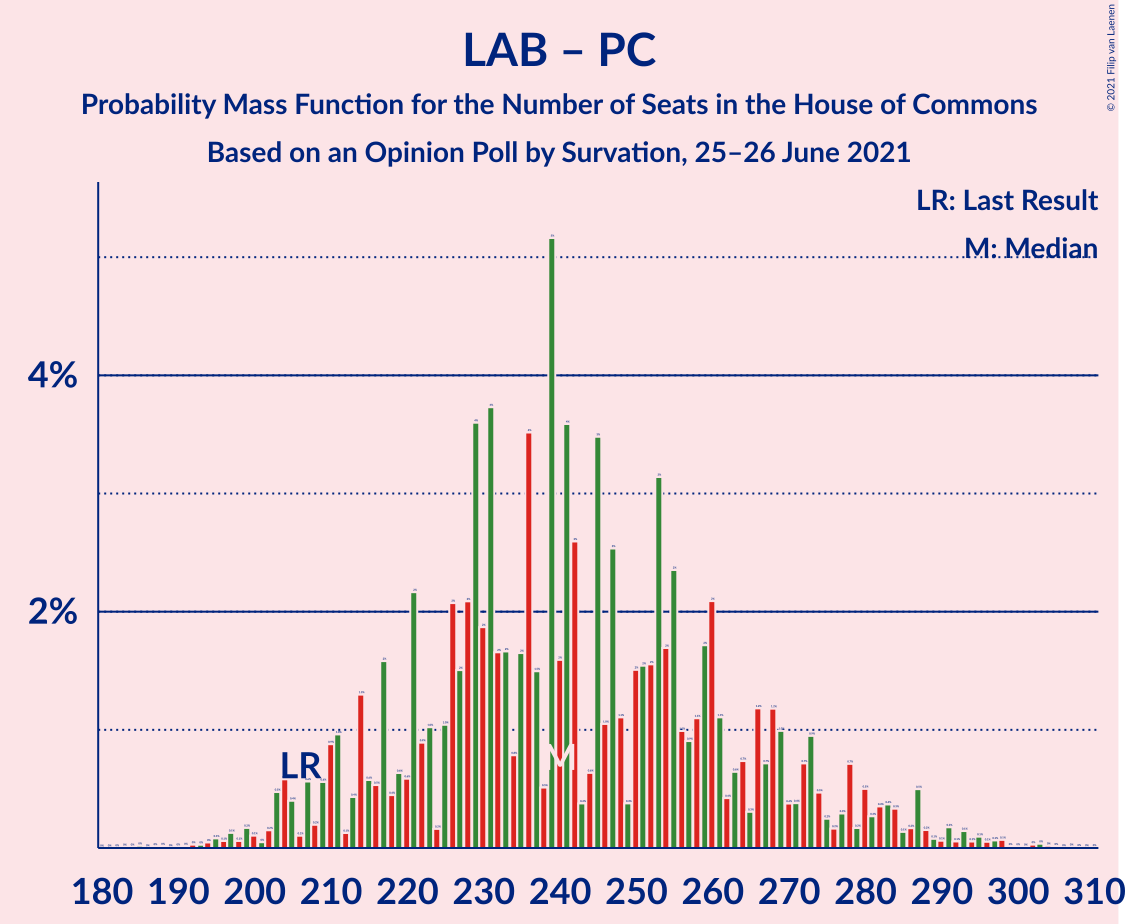 LAB – PC
Probability Mass Function for the Number of Seats in the House of Commons
Based on an Opinion Poll by Survation, 25–26 June 2021
© 2021 Filip van Laenen
LR: Last Result
M: Median
4%
2%
LR
M
180 190 200 210 220 230 240 250 260 270 280 290 300 310